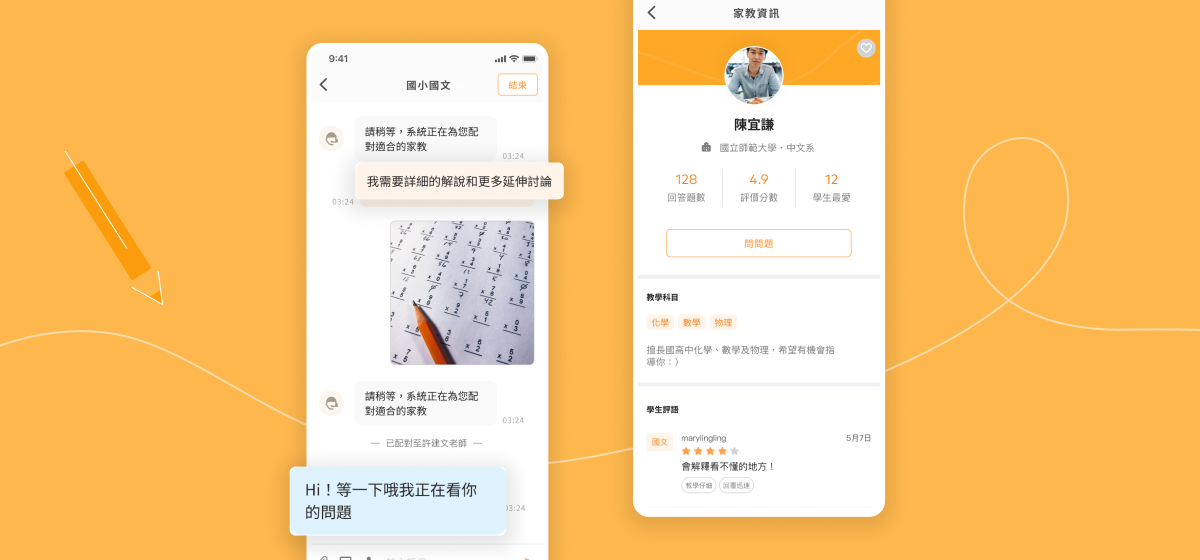 9:41
國小國文
結束
請稍等，系統正在為您配
對適合的家教
03:24
我需要詳細的解說和更多延伸討論
03:24
請稍等，系統正在為您配
對適合的家教
03:24
— 已配對至許建文老師 —
Hi！等一下哦我正在看你
的問題
03:24
家教資訊
陳宜謙
國立師範大學・中文系
128
回答題數
4.9
評價分數
12
學生最愛
問問題
教學科目
化學
數學
物理
擅長國高中化學、數學及物理，希望有機會指
導你：）
學生評語
國文
marylingling
5月7日
會解釋看不懂的地方！
教學仔細
回覆迅速